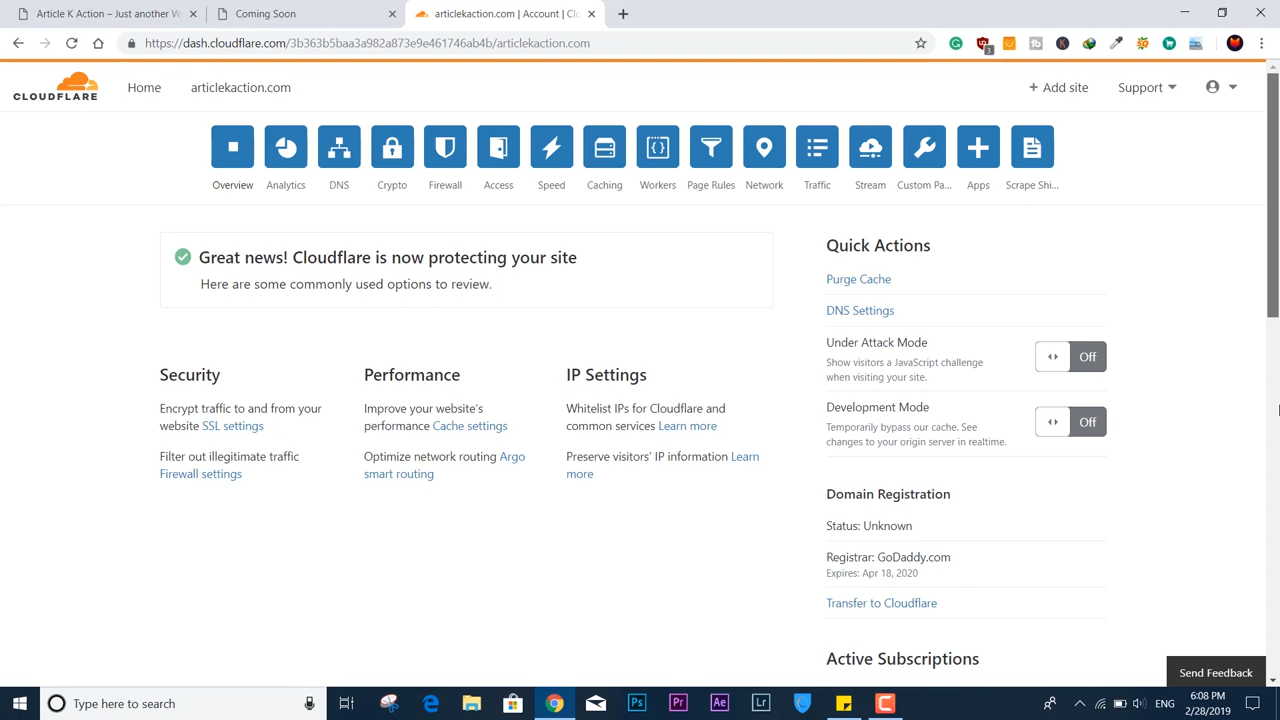 Article K Action – Just another W
Coming Soon
articlekaction.com | Account | Clo
https://dash.cloudflare.com/3b363b5baa3a982a873e9e461746ab4b/articlekaction.com
3
CLOUDFLARE
Home
articlekaction.com
+ Add site
Support
Overview
Analytics
DNS
Crypto
Firewall
Access
Speed
Caching
Workers
Page Rules
Network
Traffic
Stream
Custom Pa...
Apps
Scrape Shi...
Great news! Cloudflare is now protecting your site
Here are some commonly used options to review.
Security
Encrypt traffic to and from your
website SSL settings
Filter out illegitimate traffic
Firewall settings
Performance
Improve your website's
performance Cache settings
Optimize network routing Argo
smart routing
IP Settings
Whitelist IPs for Cloudflare and
common services Learn more
Preserve visitors' IP information Learn
more
Quick Actions
Purge Cache
DNS Settings
Under Attack Mode
Show visitors a JavaScript challenge
when visiting your site.
Off
Development Mode
Temporarily bypass our cache. See
changes to your origin server in realtime.
Off
Domain Registration
Status: Unknown
Registrar: GoDaddy.com
Expires: Apr 18, 2020
Transfer to Cloudflare
Active Subscriptions
Send Feedback
Type here to search
Ps
Pr
Ae
Lr
C
ENG
6:08 PM
2/28/2019